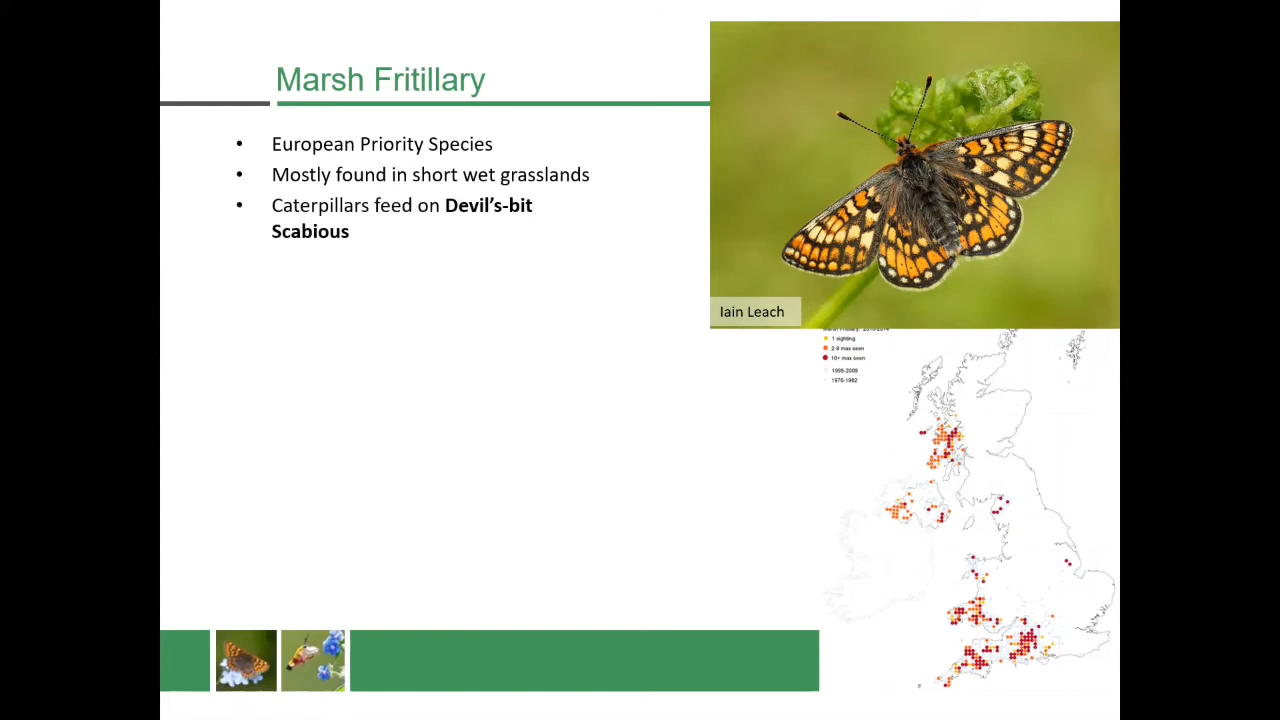 Marsh Fritillary
• European Priority Species
• Mostly found in short wet grasslands
• Caterpillars feed on Devil’s-bit
Scabious
Iain Leach
1 sighting
2-9 max seen
10+ max seen
1995-2009
1970-1982